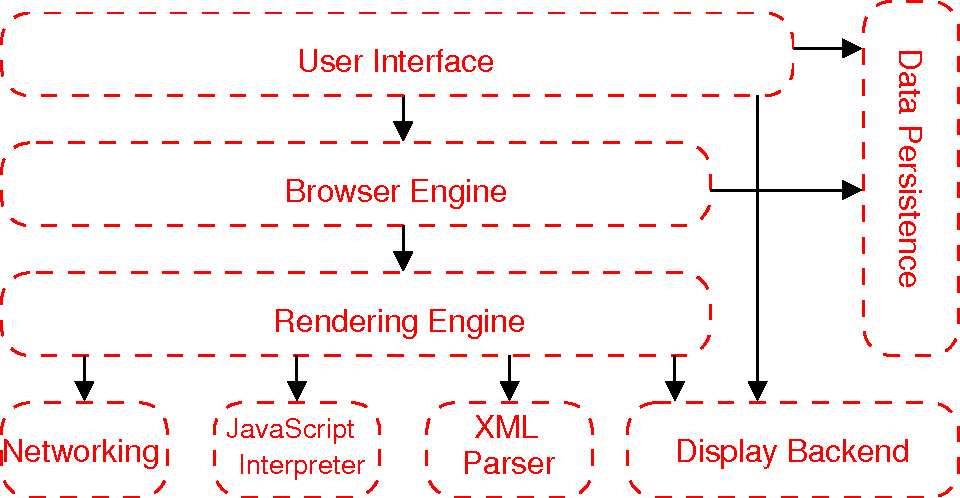 User Interface
Data Persistence
Browser Engine
Rendering Engine
Networking
JavaScript
Interpreter
XML
Parser
Display Backend